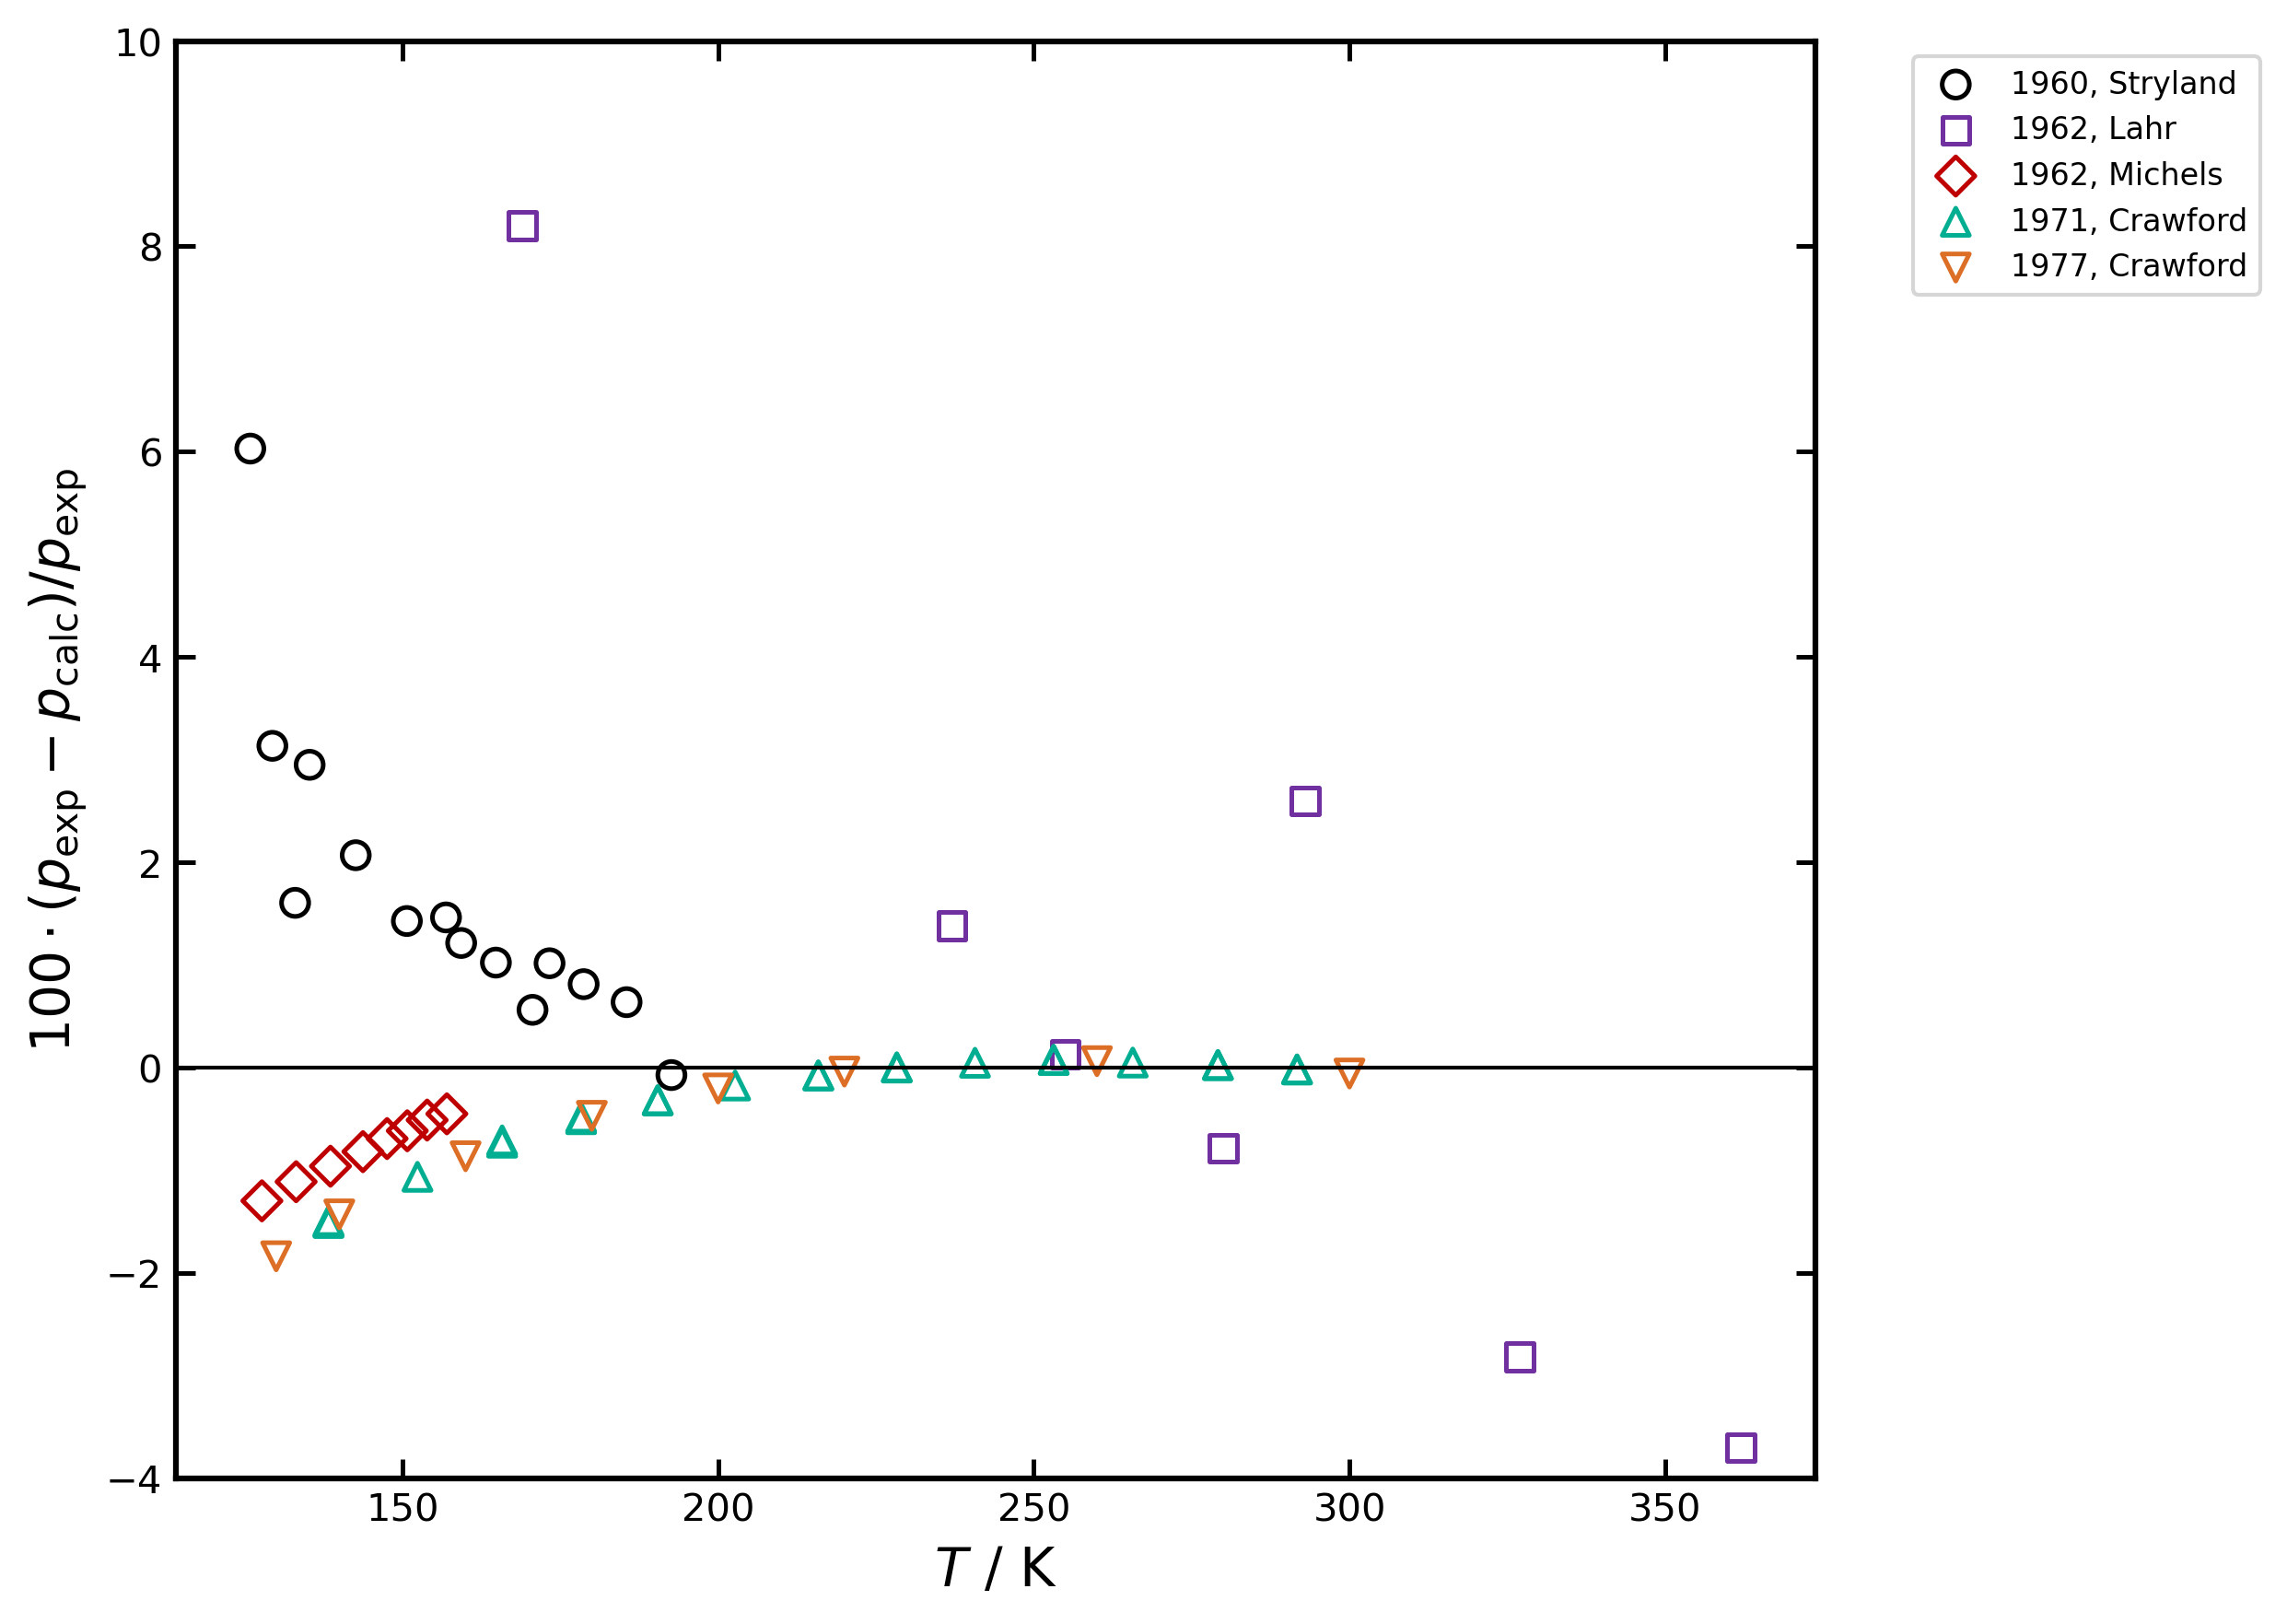 10
8
6
4
2
0
−2
−4
100 · (pexp − pcalc)/pexp
150 200 250 300 350
T / K
1960, Stryland
1962, Lahr
1962, Michels
1971, Crawford
1977, Crawford